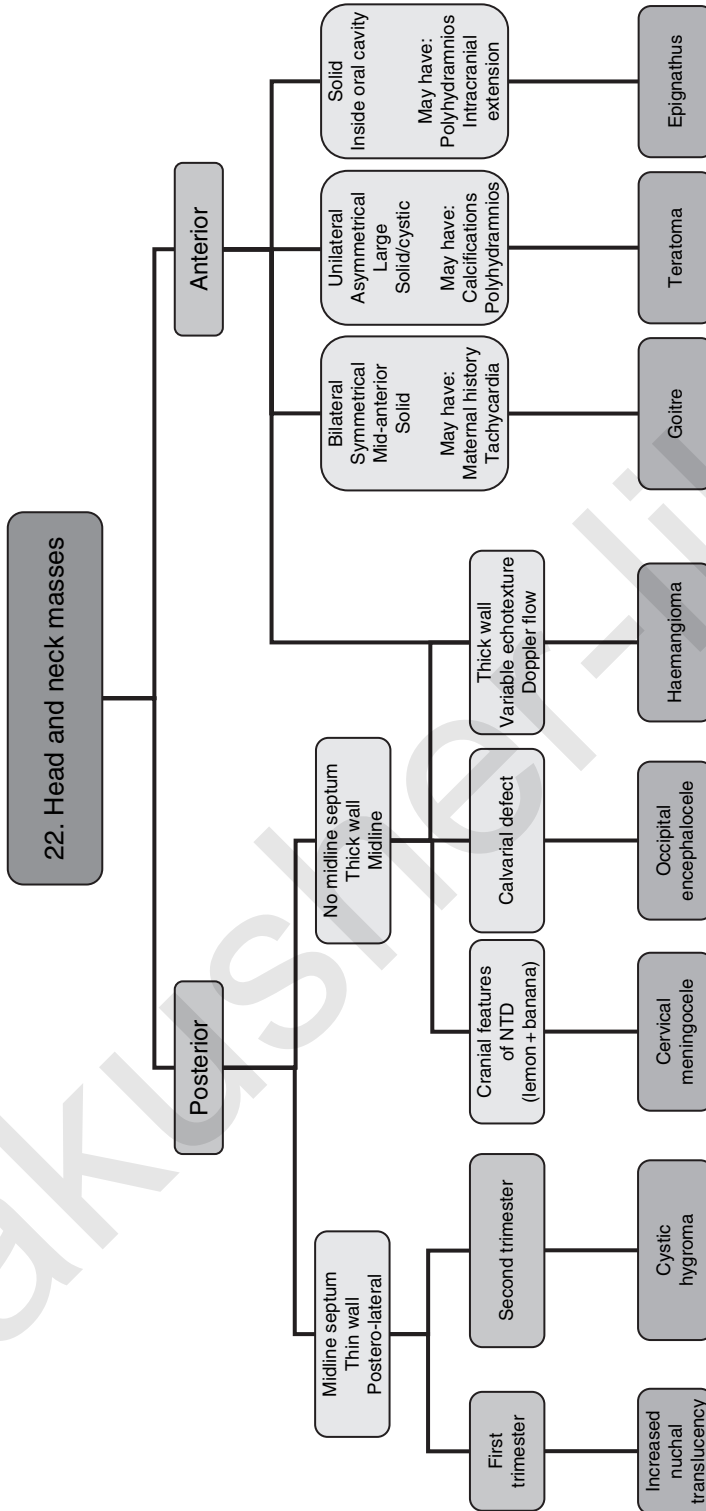 22. Head and neck masses
Posterior
Anterior
Midline septum
Thin wall
Postero-lateral
No midline septum
Thick wall
Midline
Bilateral
Symmetrical
Mid-anterior
Solid
May have:
Maternal history
Tachycardia
Unilateral
Asymmetrical
Large
Solid/cystic
May have:
Calcifications
Polyhydramnios
Solid
Inside oral cavity
May have:
Polyhydramnios
Intracranial
extension
First
trimester
Second trimester
Cranial features
of NTD
(lemon + banana)
Calvarial defect
Thick wall
Variable echotexture
Doppler flow
Increased
nuchal
translucency
Cystic
hygroma
Cervical
meningocele
Occipital
encephalocele
Haemangioma
Goitre
Teratoma
Epignathus